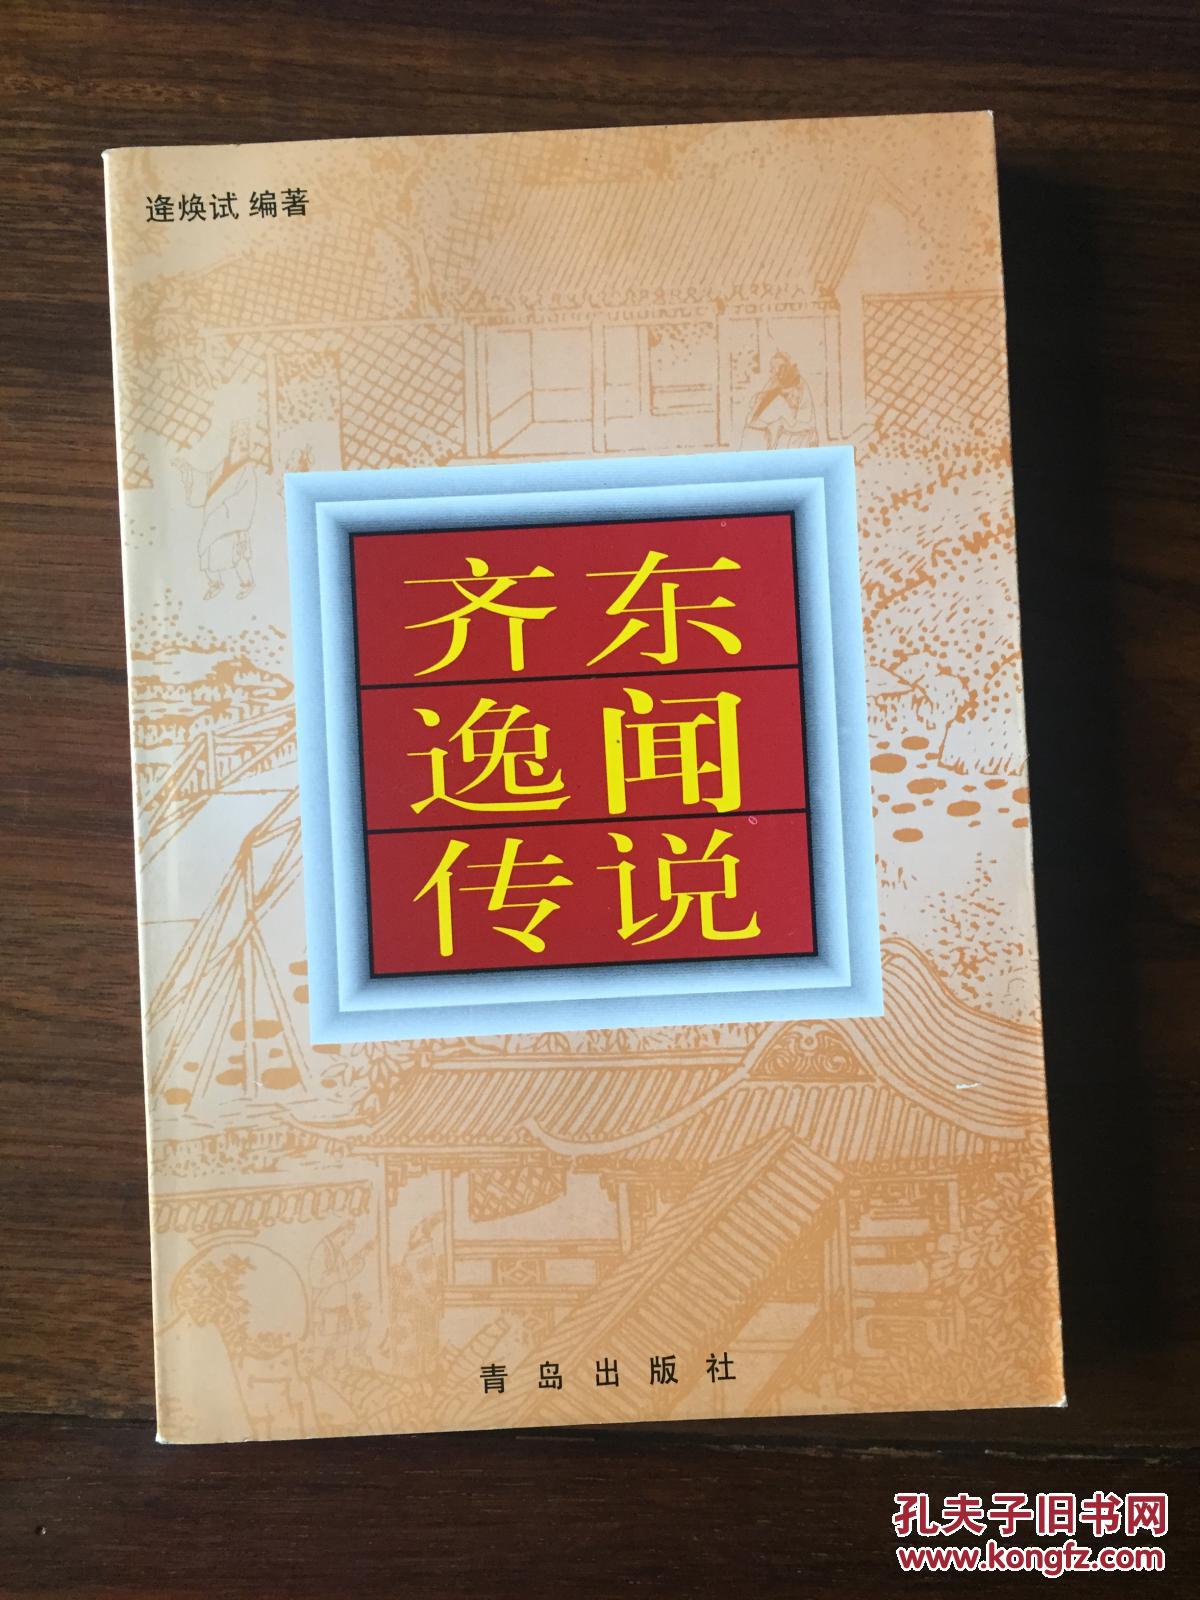 逄焕试 编著
齐东
逸闻
传说
青岛出版社
孔夫子旧书网
www.kongfz.com